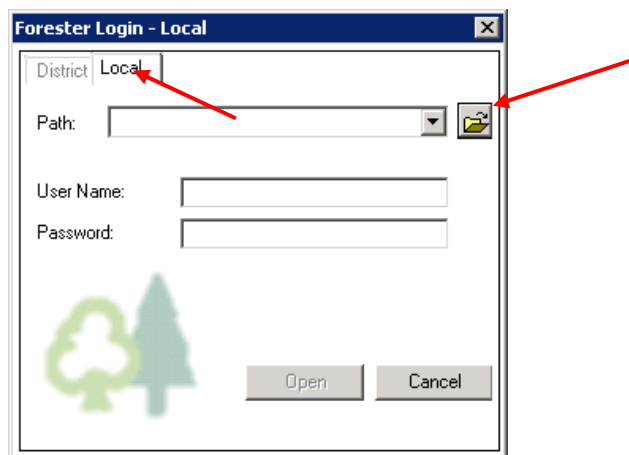 Forester Login - Local
District Local
Path:
User Name:
Password:
Open Cancel